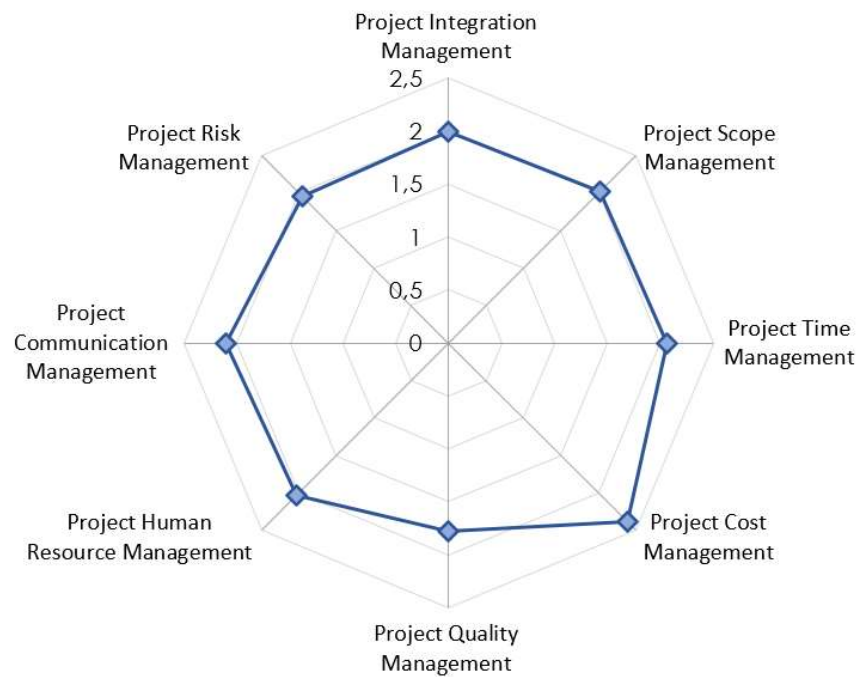 Project Integration
Management
2,5
2
1,5
1
0,5
0
Project Scope
Management
Project Time
Management
Project Cost
Management
Project Quality
Management
Project Human
Resource Management
Project
Communication
Management
Project Risk
Management